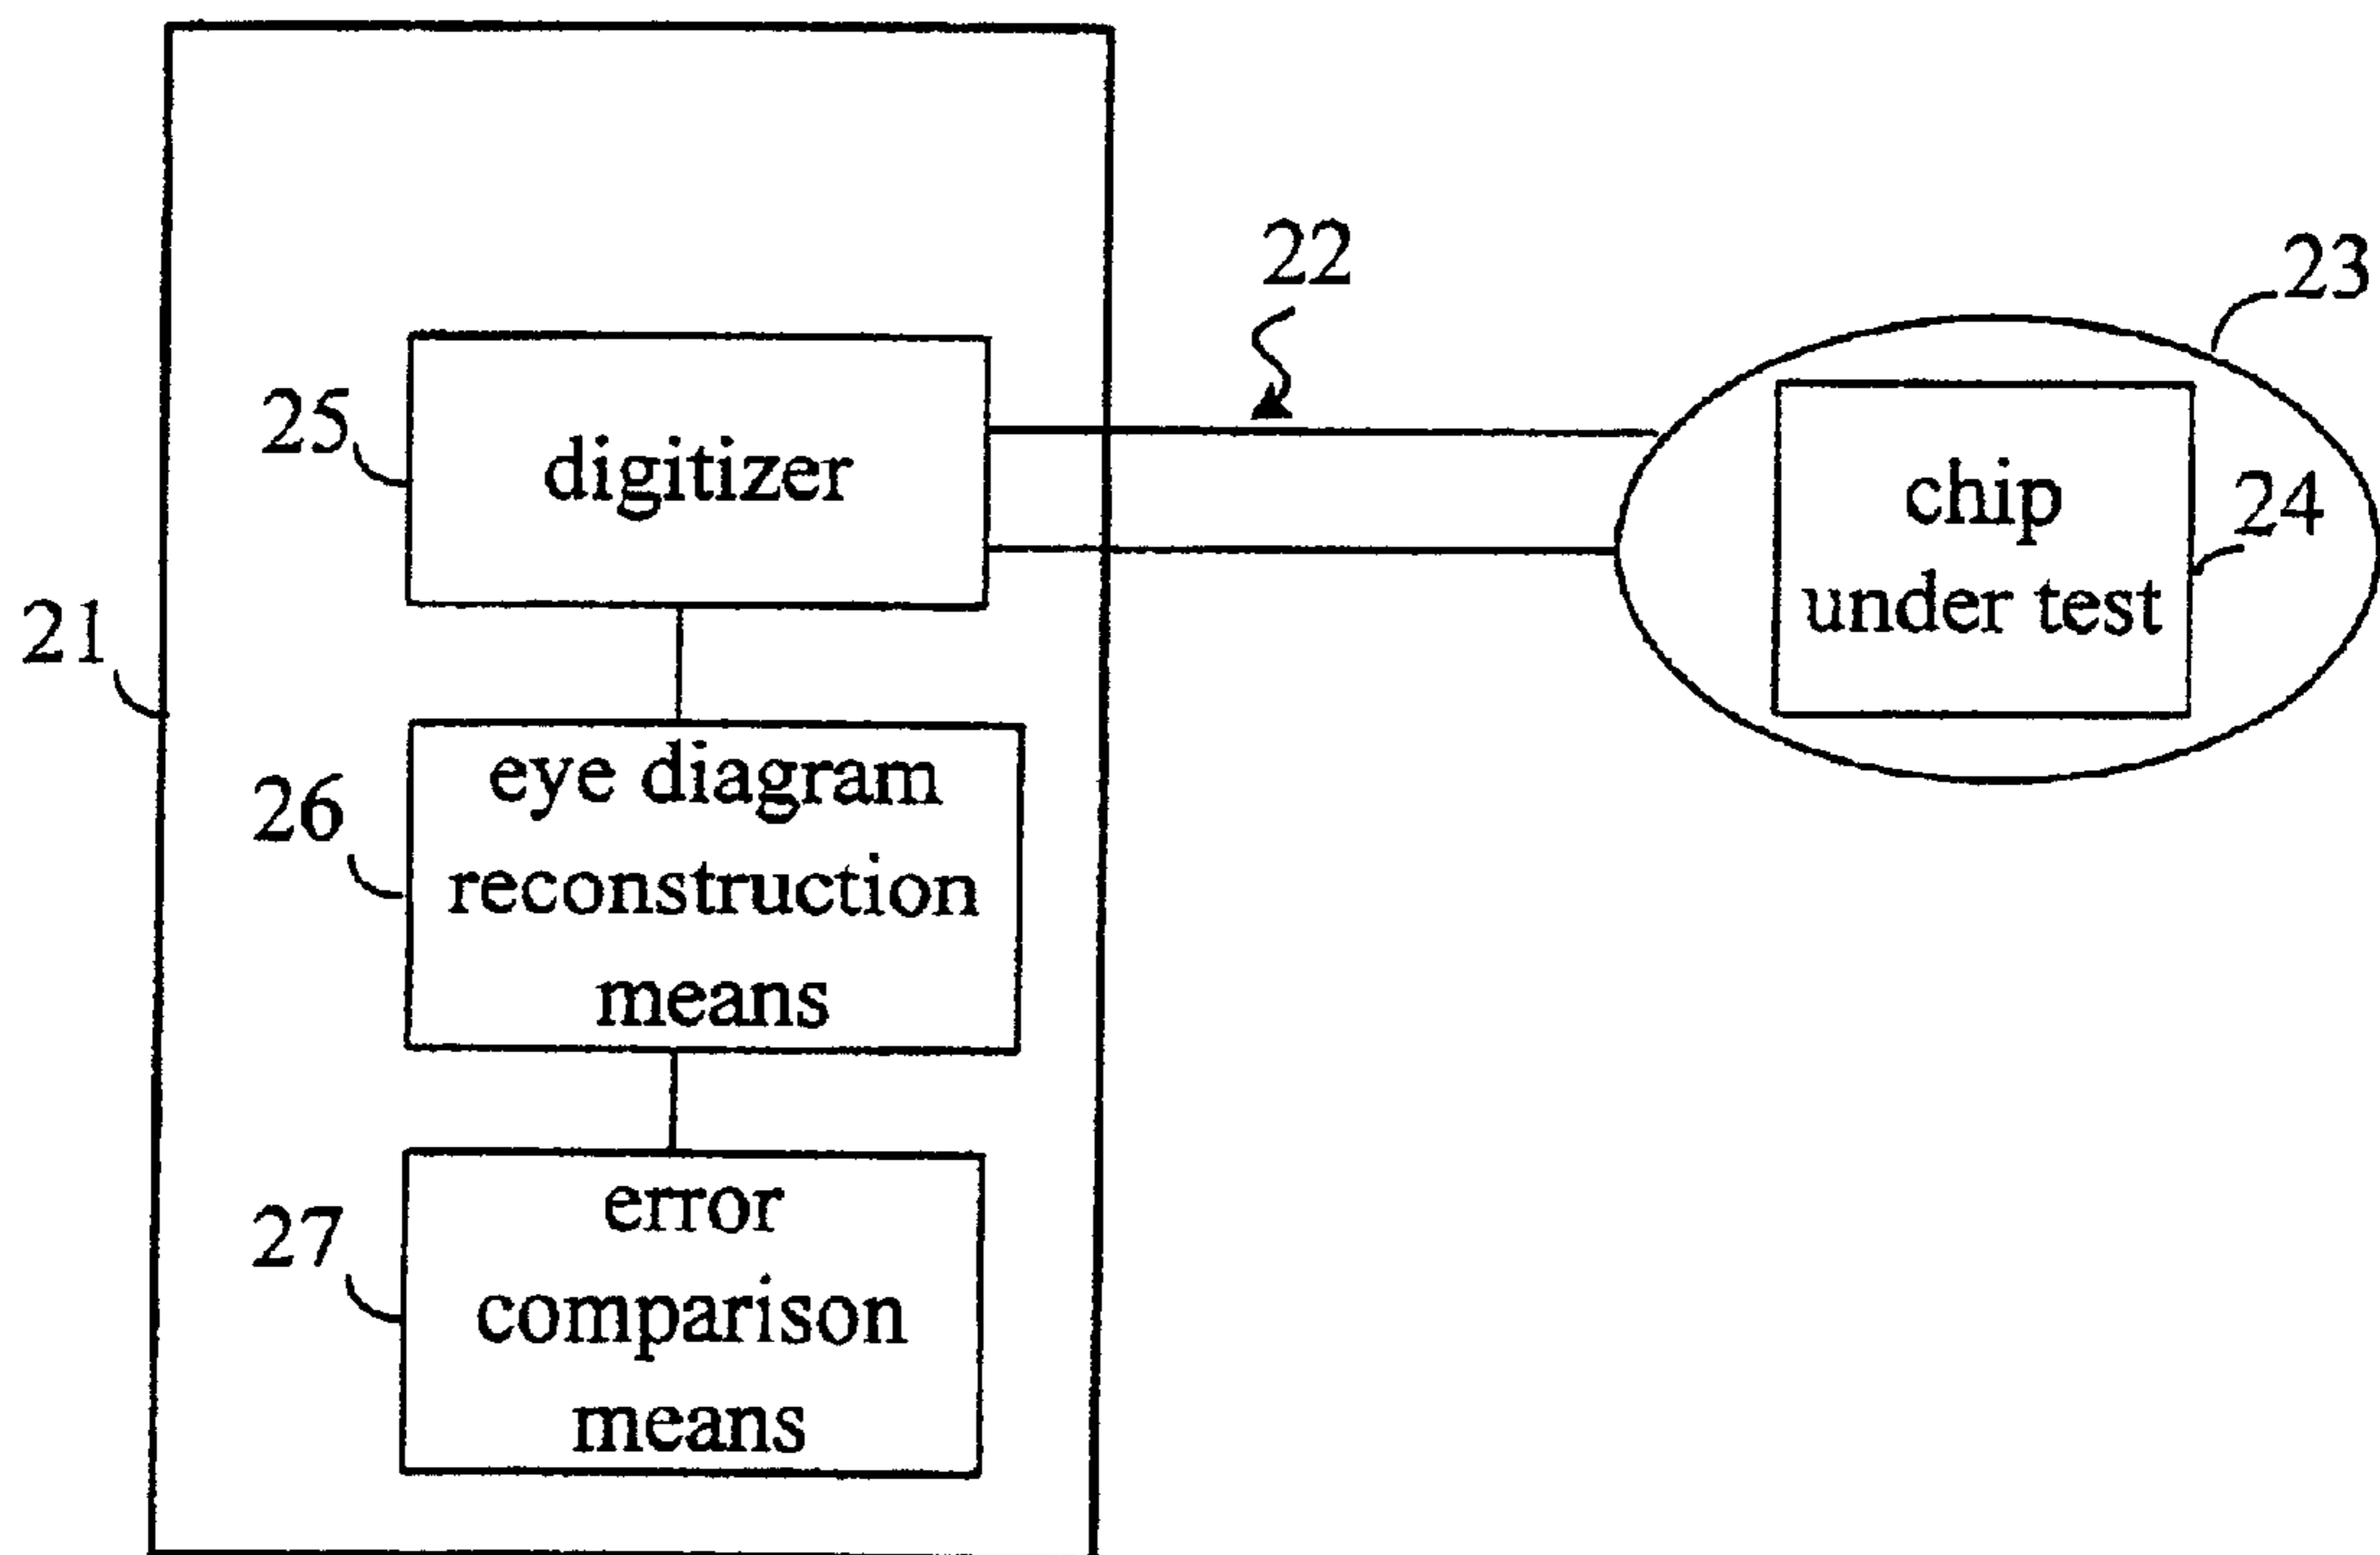 22
23
25
digitizer
chip
under test
24
21
26
eye diagram
reconstruction
means
27
error
comparison
means